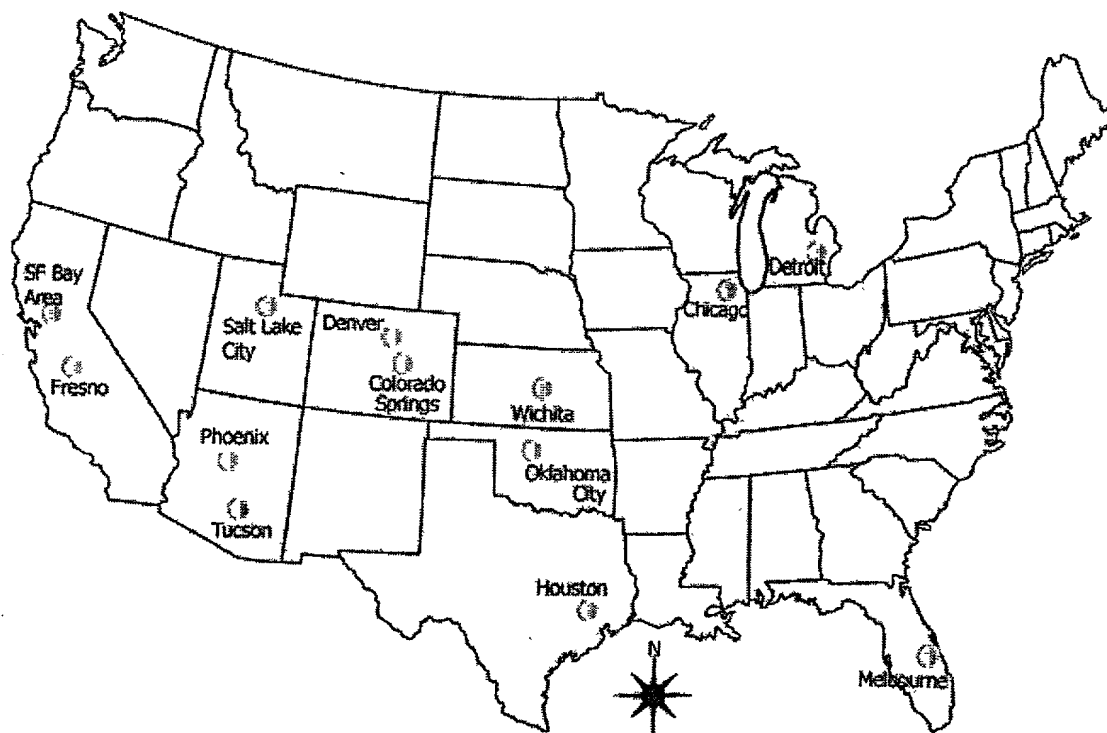 SF Bay
Area
Fresno
Salt Lake
City
Denver
Colorado
Springs
Phoenix
Tucson
Wichita
Oklahoma
City
Houston
Chicago
Detroit
Melbourne
N